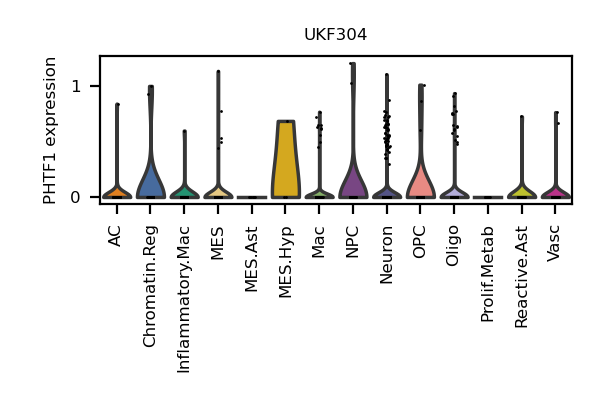 UKF304
PHTF1 expression
1
0
AC
Chromatin.Reg
Inflammatory.Mac
MES
MES.Ast
MES.Hyp
Mac
NPC
Neuron
OPC
Oligo
Prolif.Metab
Reactive.Ast
Vasc